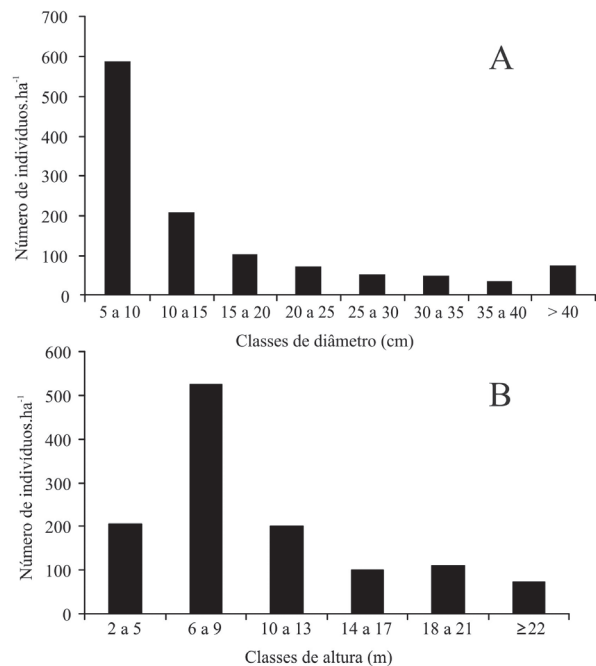 700
600
500
400
300
200
100
0
Número de indivíduos.ha⁻¹
A
5 a 10 10 a 15 15 a 20 20 a 25 25 a 30 30 a 35 35 a 40 > 40
Classes de diâmetro (cm)
600
500
400
300
200
100
0
Número de indivíduos.ha⁻¹
B
2 a 5 6 a 9 10 a 13 14 a 17 18 a 21 ≥22
Classes de altura (m)